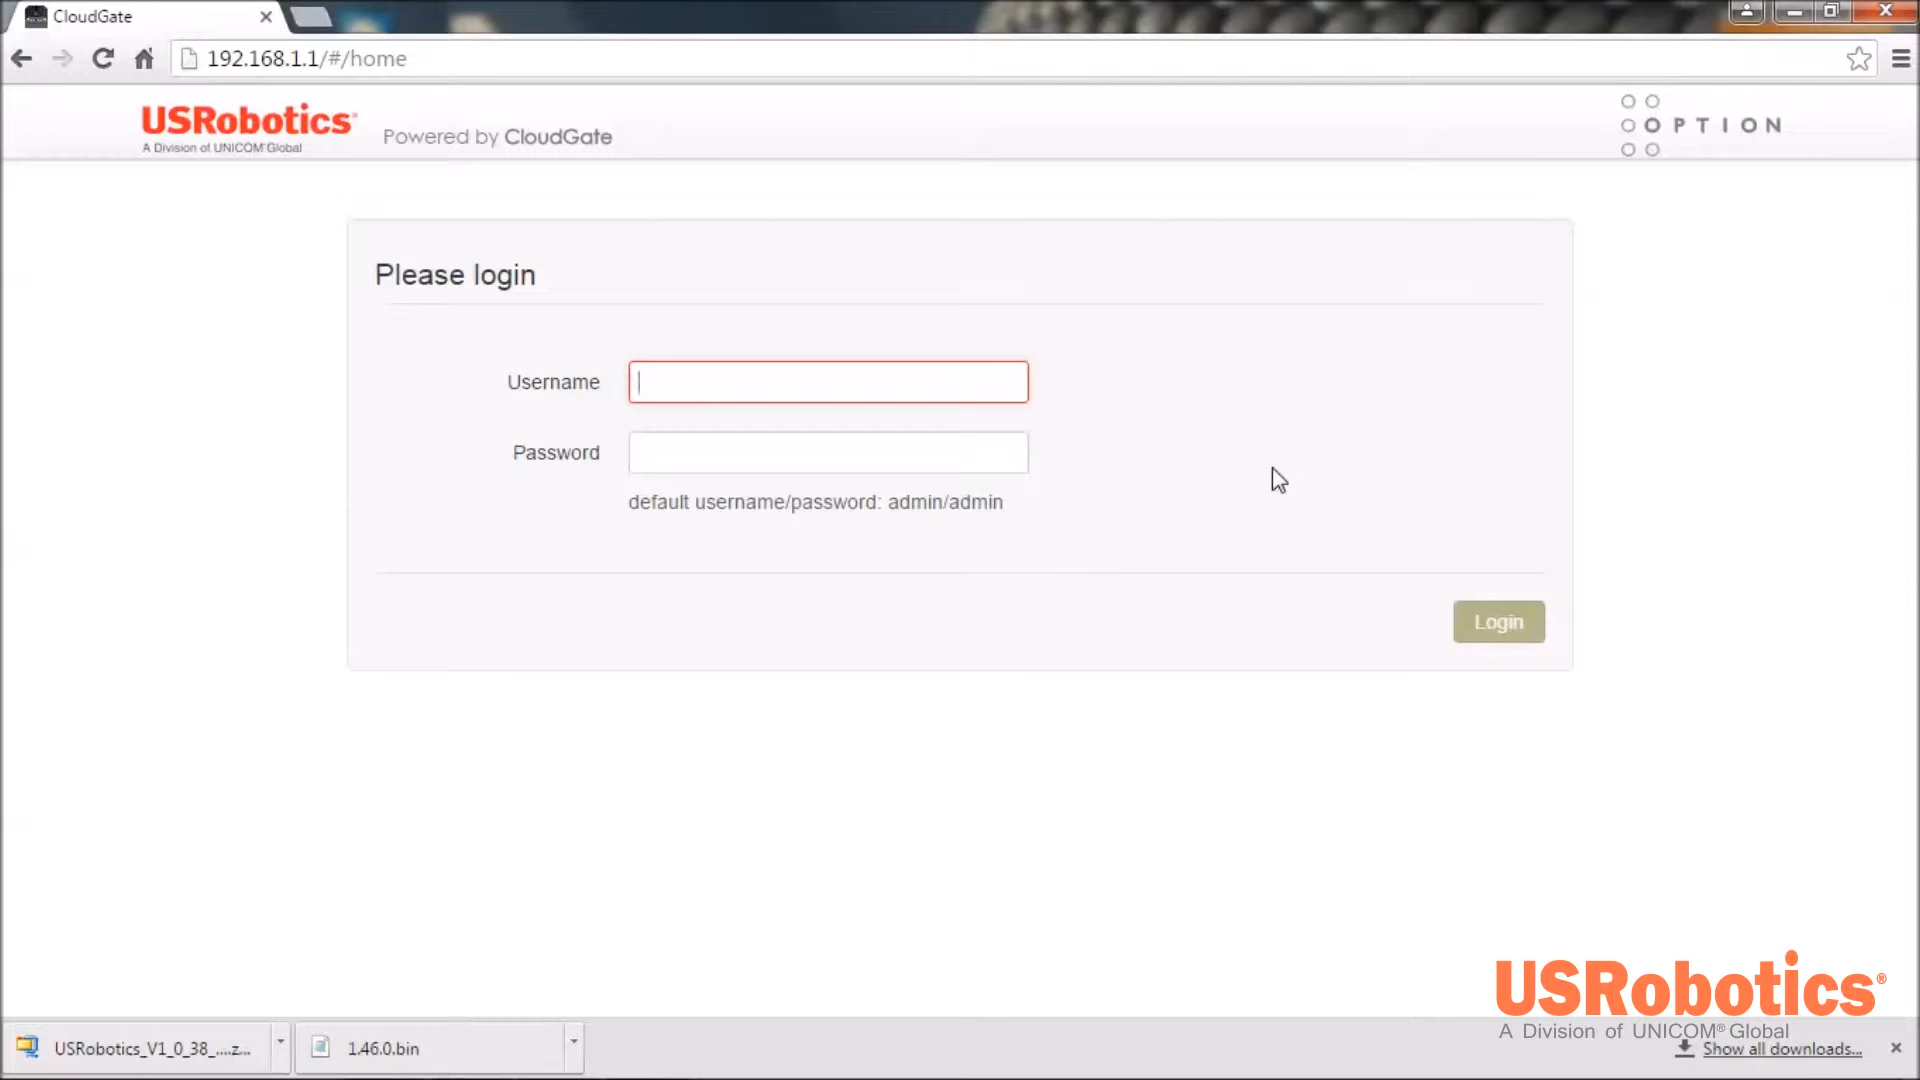 CloudGate
192.168.1.1/#/home
USRobotics®
A Division of UNICOM® Global
Powered by CloudGate
OPTION
Please login
Username
Password
default username/password: admin/admin
Login
USRobotics®
A Division of UNICOM® Global
USRobotics_V1_0_38_....z...
1.46.0.bin
Show all downloads...